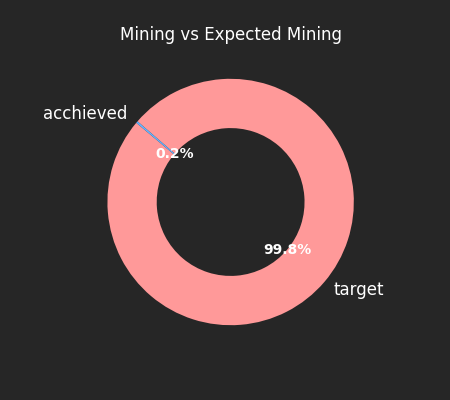 Mining vs Expected Mining
acchieved
0.2%
99.8%
target